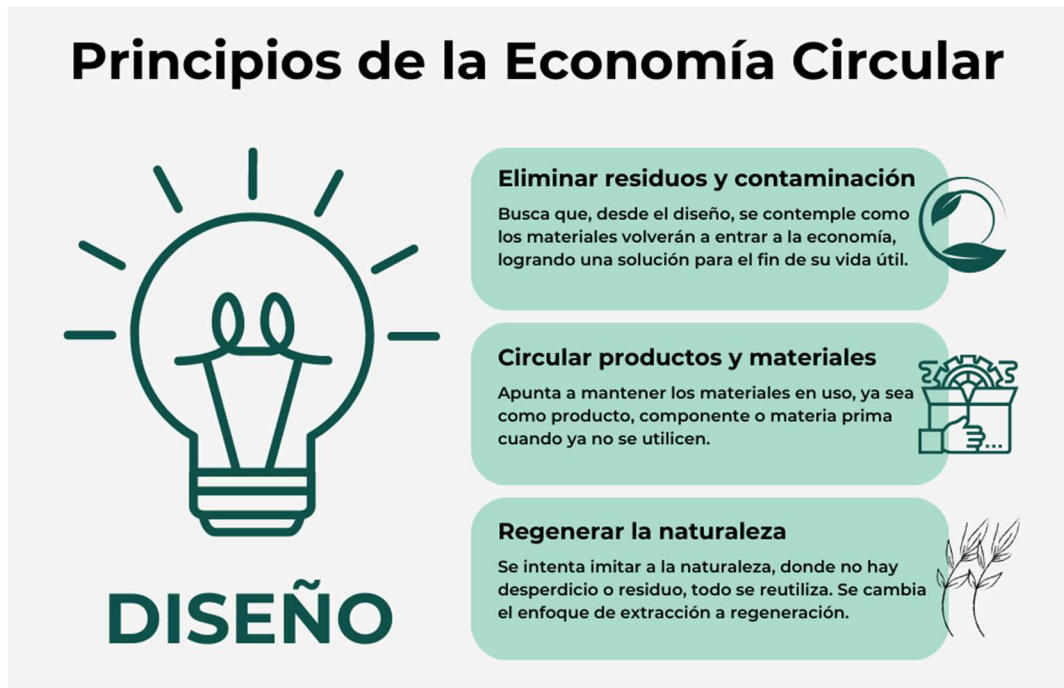 Principios de la Economía Circular
Eliminar residuos y contaminación
Busca que, desde el diseño, se contemple como
los materiales volverán a entrar a la economía,
logrando una solución para el fin de su vida útil.
Circular productos y materiales
Apunta a mantener los materiales en uso, ya sea
como producto, componente o materia prima
cuando ya no se utilicen.
Regenerar la naturaleza
Se intenta imitar a la naturaleza, donde no hay
desperdicio o residuo, todo se reutiliza. Se cambia
el enfoque de extracción a regeneración.
DISEÑO